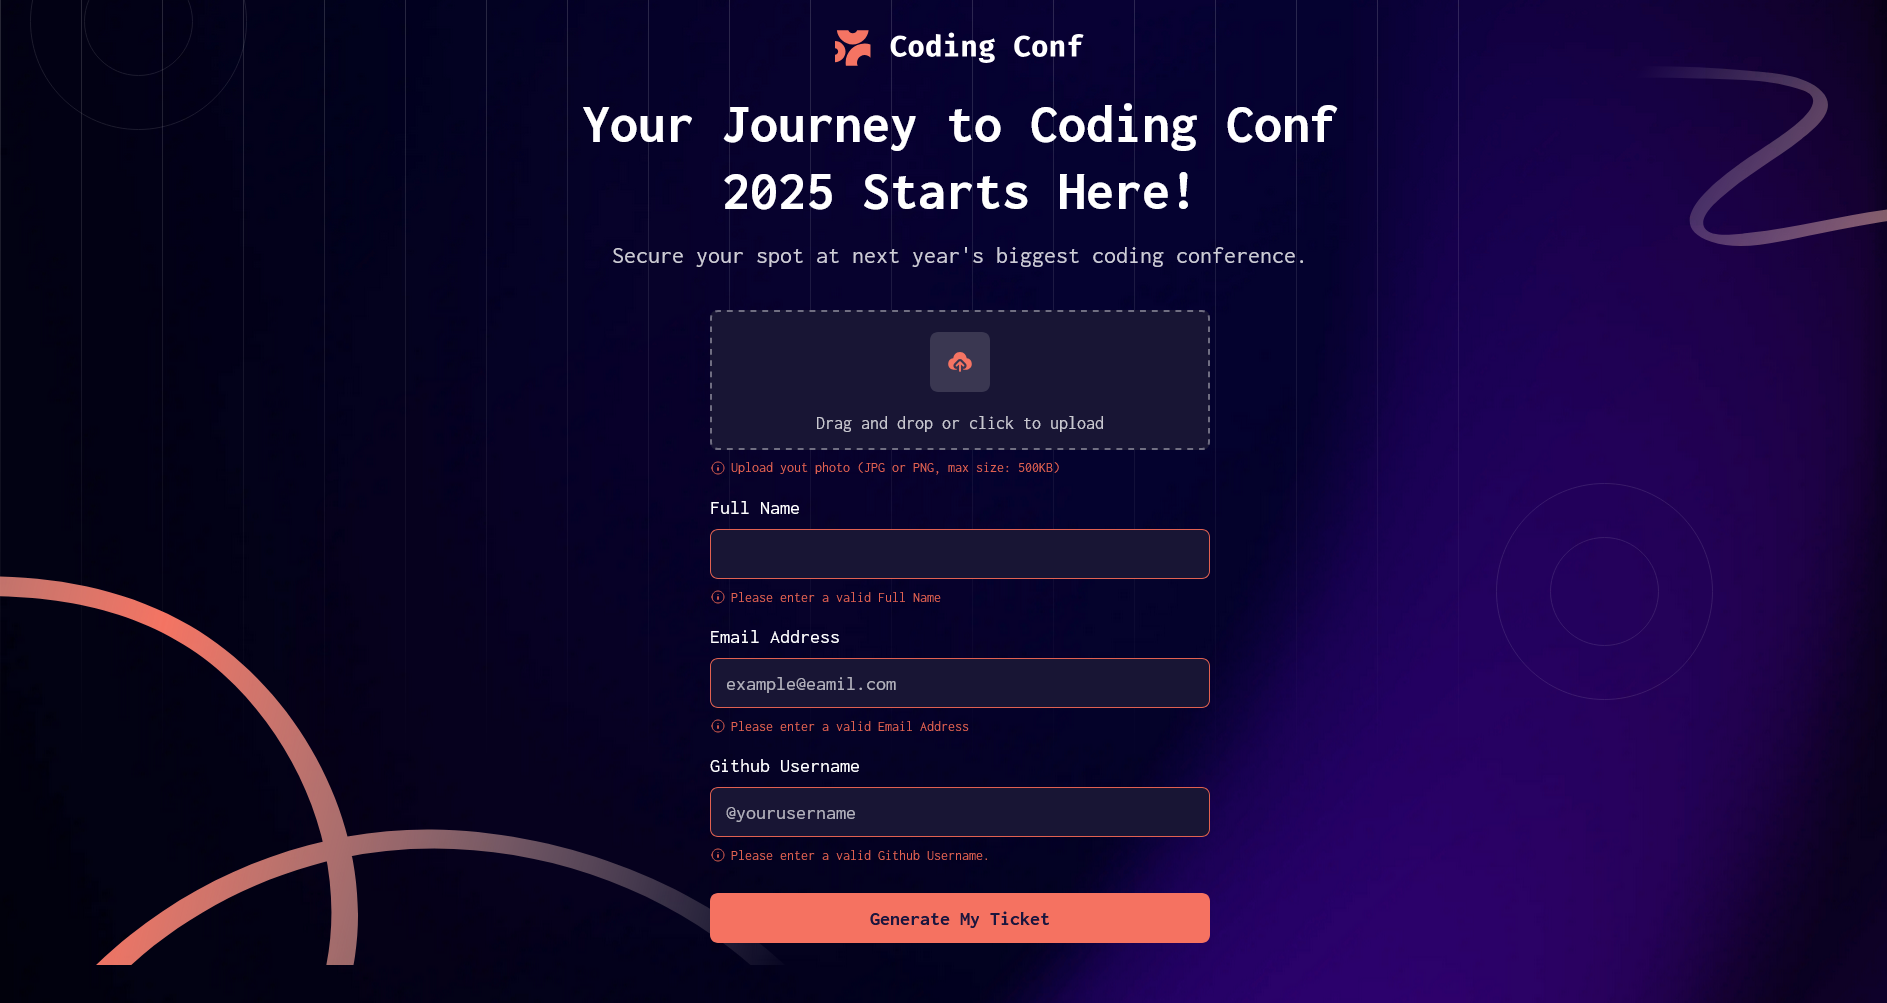 Coding Conf
Your Journey to Coding Conf
2025 Starts Here!
Secure your spot at next year's biggest coding conference.
Drag and drop or click to upload
Upload yout photo (JPG or PNG, max size: 500KB)
Full Name
Please enter a valid Full Name
Email Address
example@eamil.com
Please enter a valid Email Address
Github Username
@yourusername
Please enter a valid Github Username.
Generate My Ticket